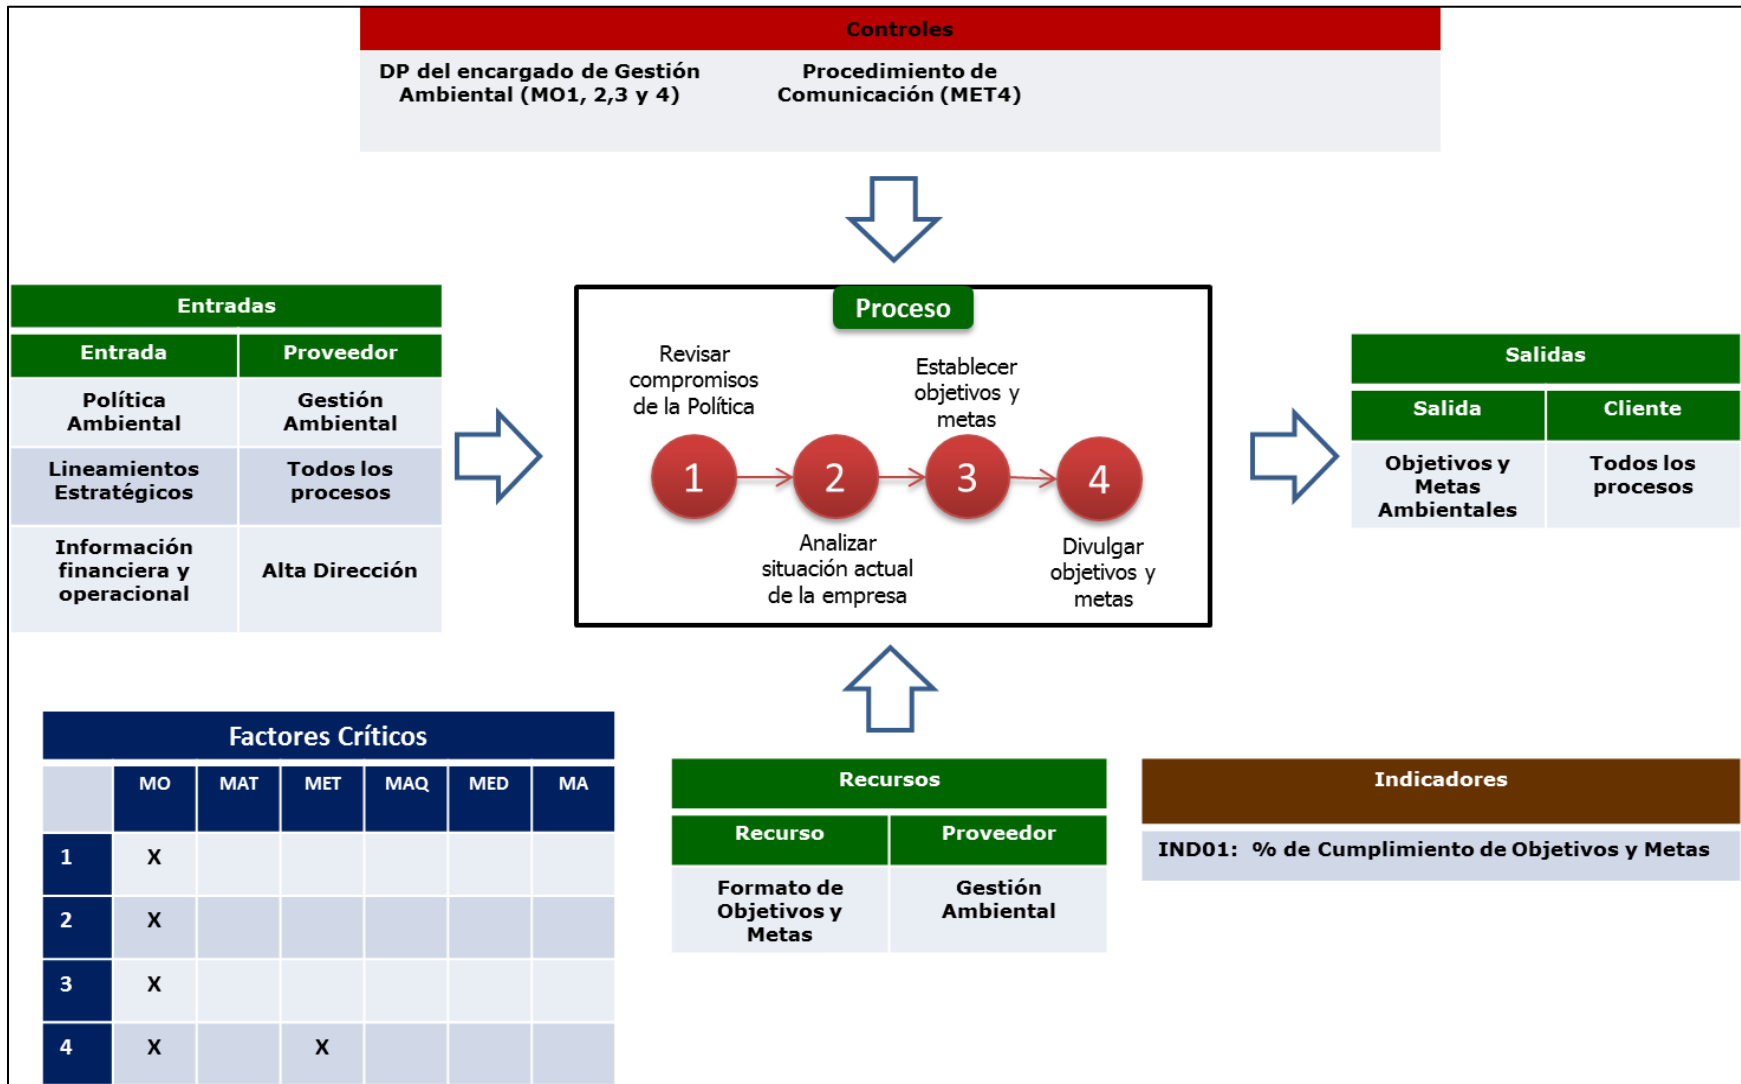 Controles
DP del encargado de Gestión
Ambiental (MO1, 2,3 y 4)
Procedimiento de
Comunicación (MET4)
Entradas
Entrada
Proveedor
Política
Ambiental
Gestión
Ambiental
Lineamientos
Estratégicos
Todos los
procesos
Información
financiera y
operacional
Alta Dirección
Proceso
Revisar
compromisos
de la Política
Establecer
objetivos y
metas
1
2
3
4
Analizar
situación actual
de la empresa
Divulgar
objetivos y
metas
Salidas
Salida
Cliente
Objetivos y
Metas
Ambientales
Todos los
procesos
Factores Críticos
MO MAT MET MAQ MED MA
1 X
2 X
3 X
4 X X
Recursos
Recurso
Proveedor
Formato de
Objetivos y
Metas
Gestión
Ambiental
Indicadores
IND01: % de Cumplimiento de Objetivos y Metas